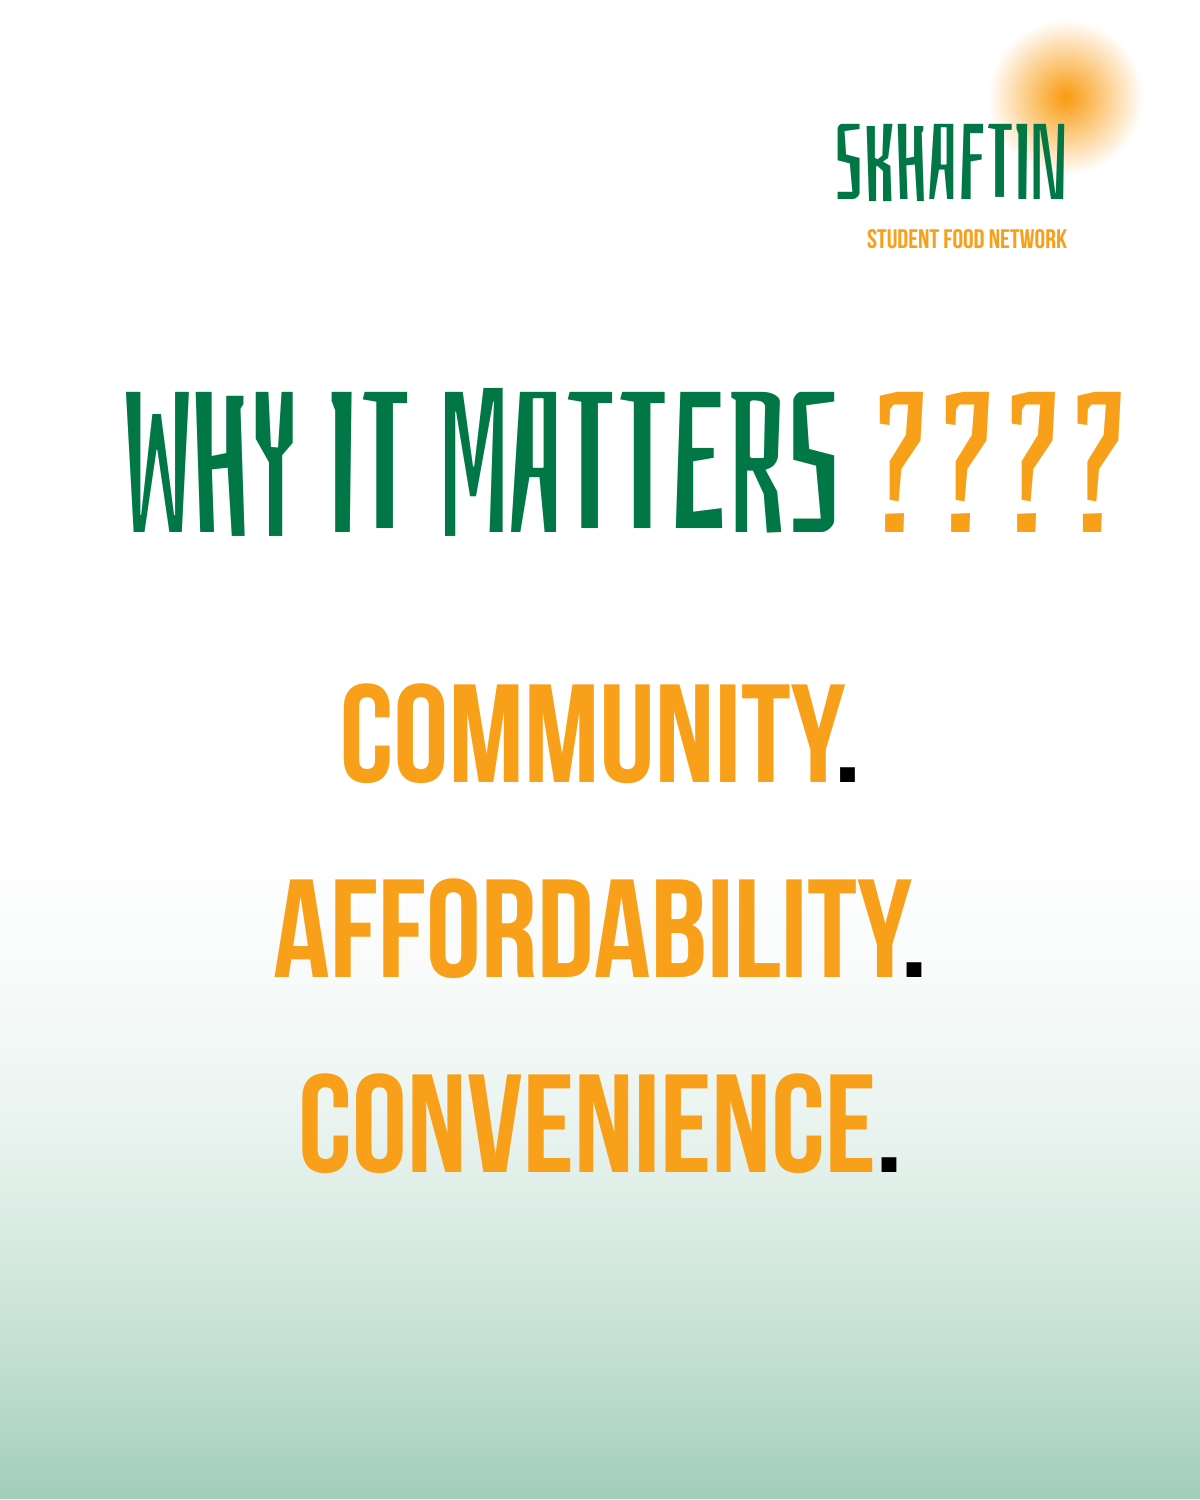 SKHAFTIN
STUDENT FOOD NETWORK
WHY IT MATTERS ????
COMMUNITY.
AFFORDABILITY.
CONVENIENCE.